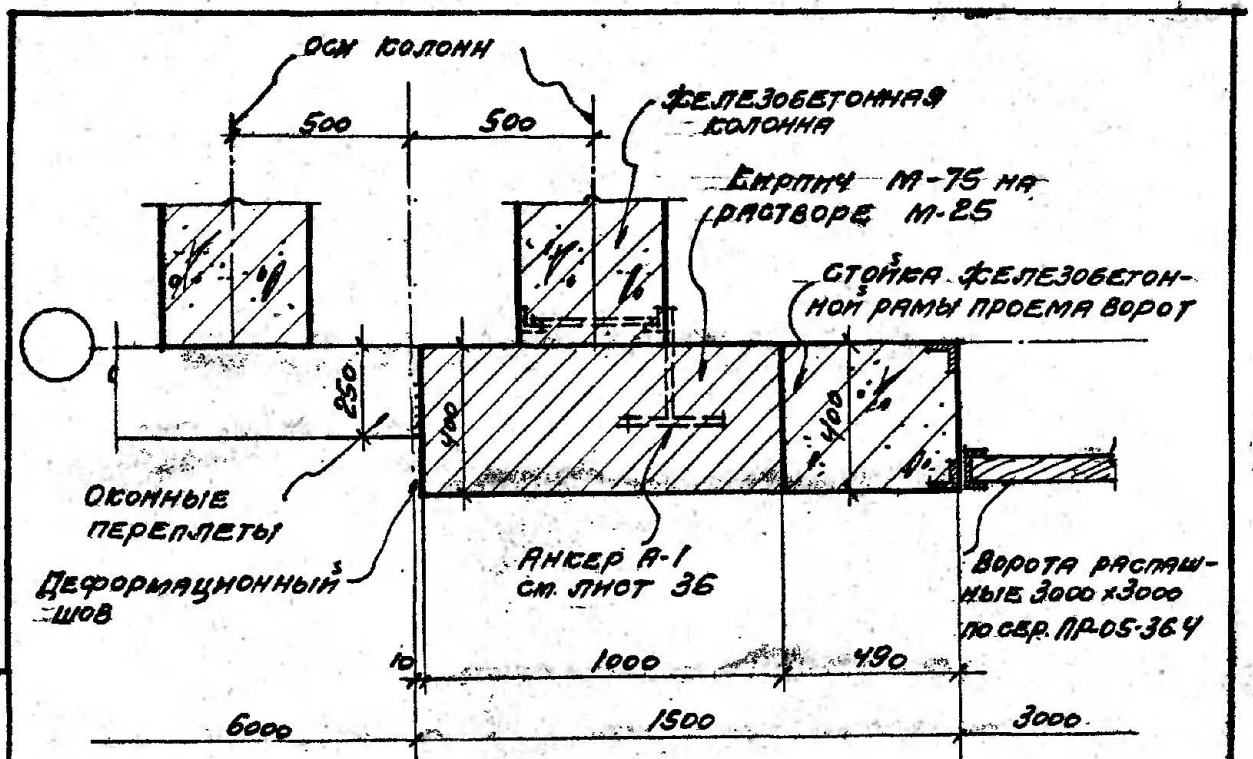 ОСИ КОЛОНН
500
500
ЖЕЛЕЗОБЕТОННАЯ
КОЛОННА
КИРПИЧ М-75 НА
РАСТВОРЕ М-25
СТОЙКА ЖЕЛЕЗОБЕТОН-
НОЙ РАМЫ ПРОЕМА ВОРОТ
250
400
400
ОКОННЫЕ
ПЕРЕПЛЕТЫ
ДЕФОРМАЦИОННЫЙ
ШОВ
АНКЕР А-1
СМ. ЛИСТ 36
ВОРОТА РАСПАШ-
НЫЕ 3000 х 3000
ПО СЕР. ПР-05-36.4
10
1000
490
6000
1500
3000